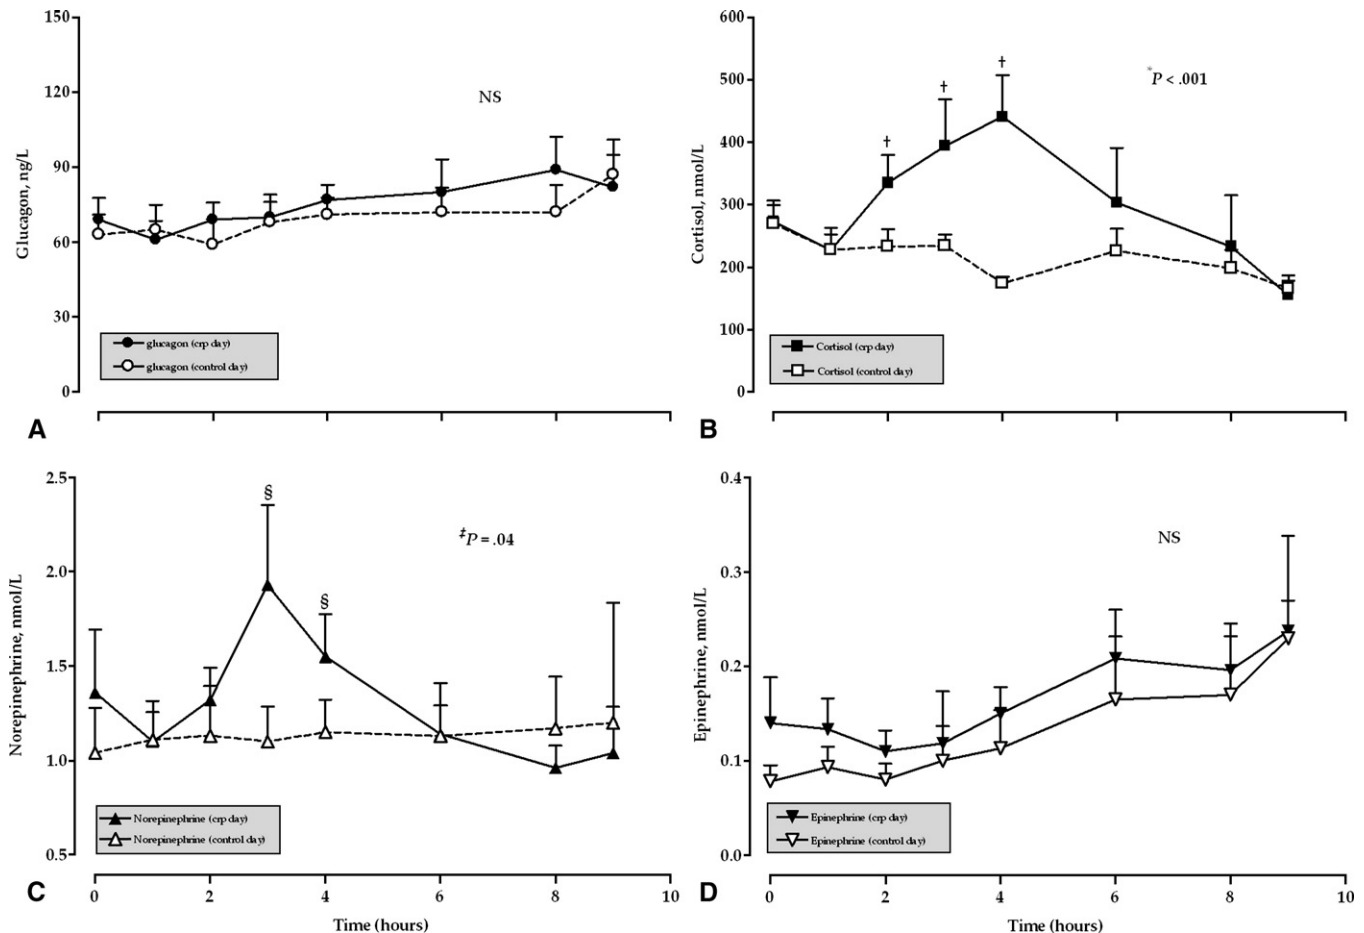 150
120
90
60
30
0
Glucagon, ng/L
NS
glucagon (crp day)
glucagon (control day)
A
600
500
400
300
200
100
0
Cortisol, nmol/L
†
†
†
*P < .001
Cortisol (crp day)
Cortisol (control day)
B
2.5
2.0
1.5
1.0
0.5
Norepinephrine, nmol/L
§
§
‡P = .04
Norepinephrine (crp day)
Norepinephrine (control day)
C
0 2 4 6 8 10
Time (hours)
0.4
0.3
0.2
0.1
0.0
Epinephrine, nmol/L
NS
Epinephrine (crp day)
Epinephrine (control day)
D
0 2 4 6 8 10
Time (hours)